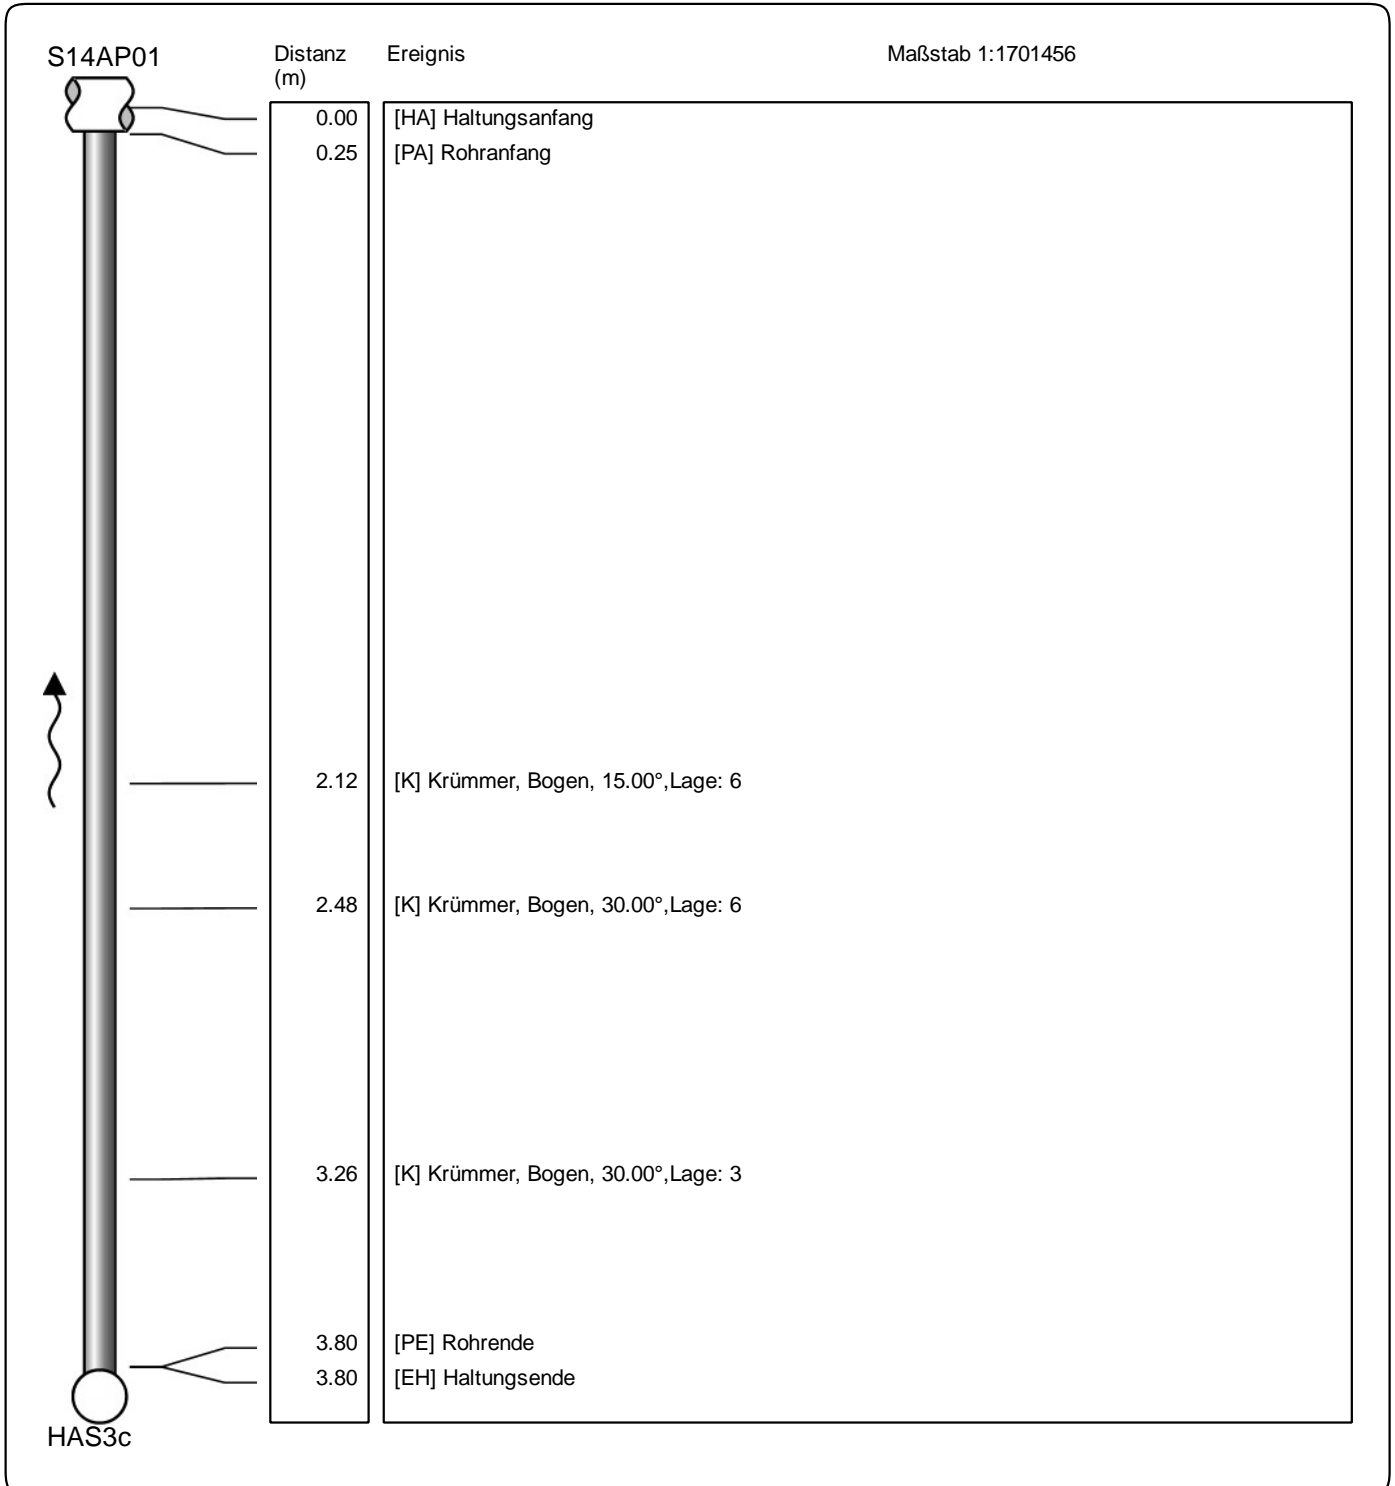 S14AP01
Distanz (m)
Ereignis
Maßstab 1:1701456
0.00 [HA] Haltungsanfang
0.25 [PA] Rohranfang
2.12 [K] Krümmer, Bogen, 15.00°,Lage: 6
2.48 [K] Krümmer, Bogen, 30.00°,Lage: 6
3.26 [K] Krümmer, Bogen, 30.00°,Lage: 3
3.80 [PE] Rohrende
3.80 [EH] Haltungsende
HAS3c